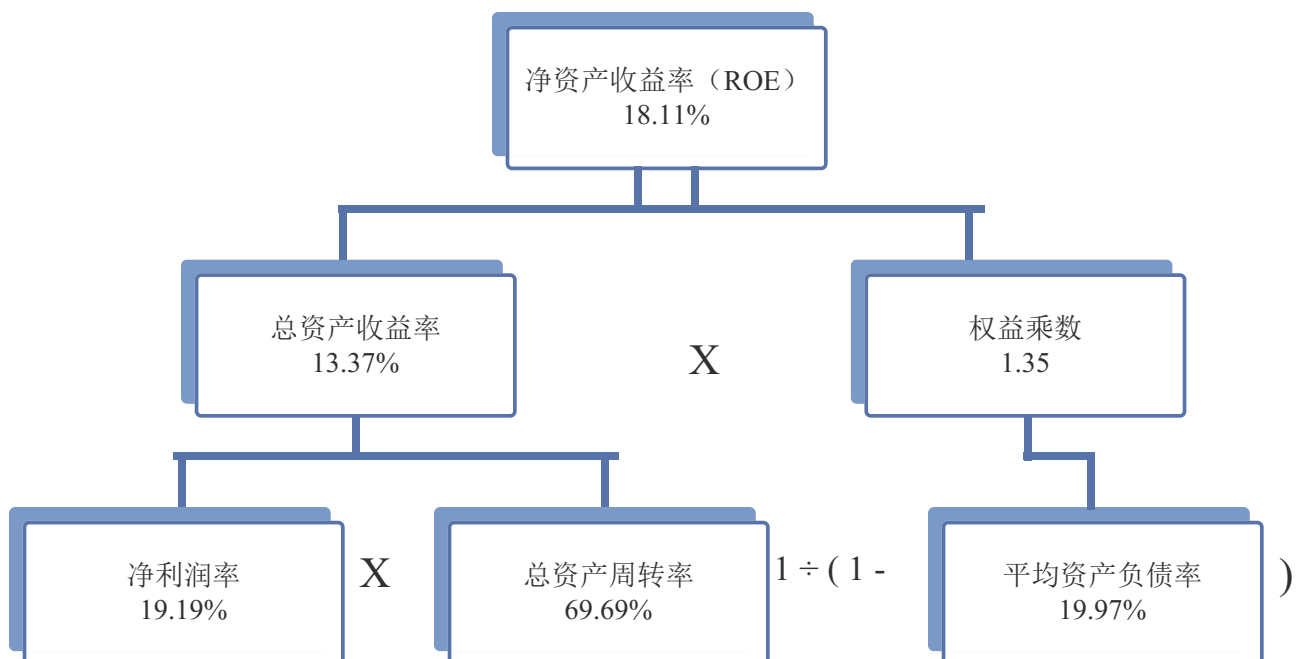 净资产收益率（ROE）
18.11%
总资产收益率
13.37%
X
权益乘数
1.35
净利润率
19.19%
X
总资产周转率
69.69%
1 ÷ ( 1 -
平均资产负债率
19.97%
)